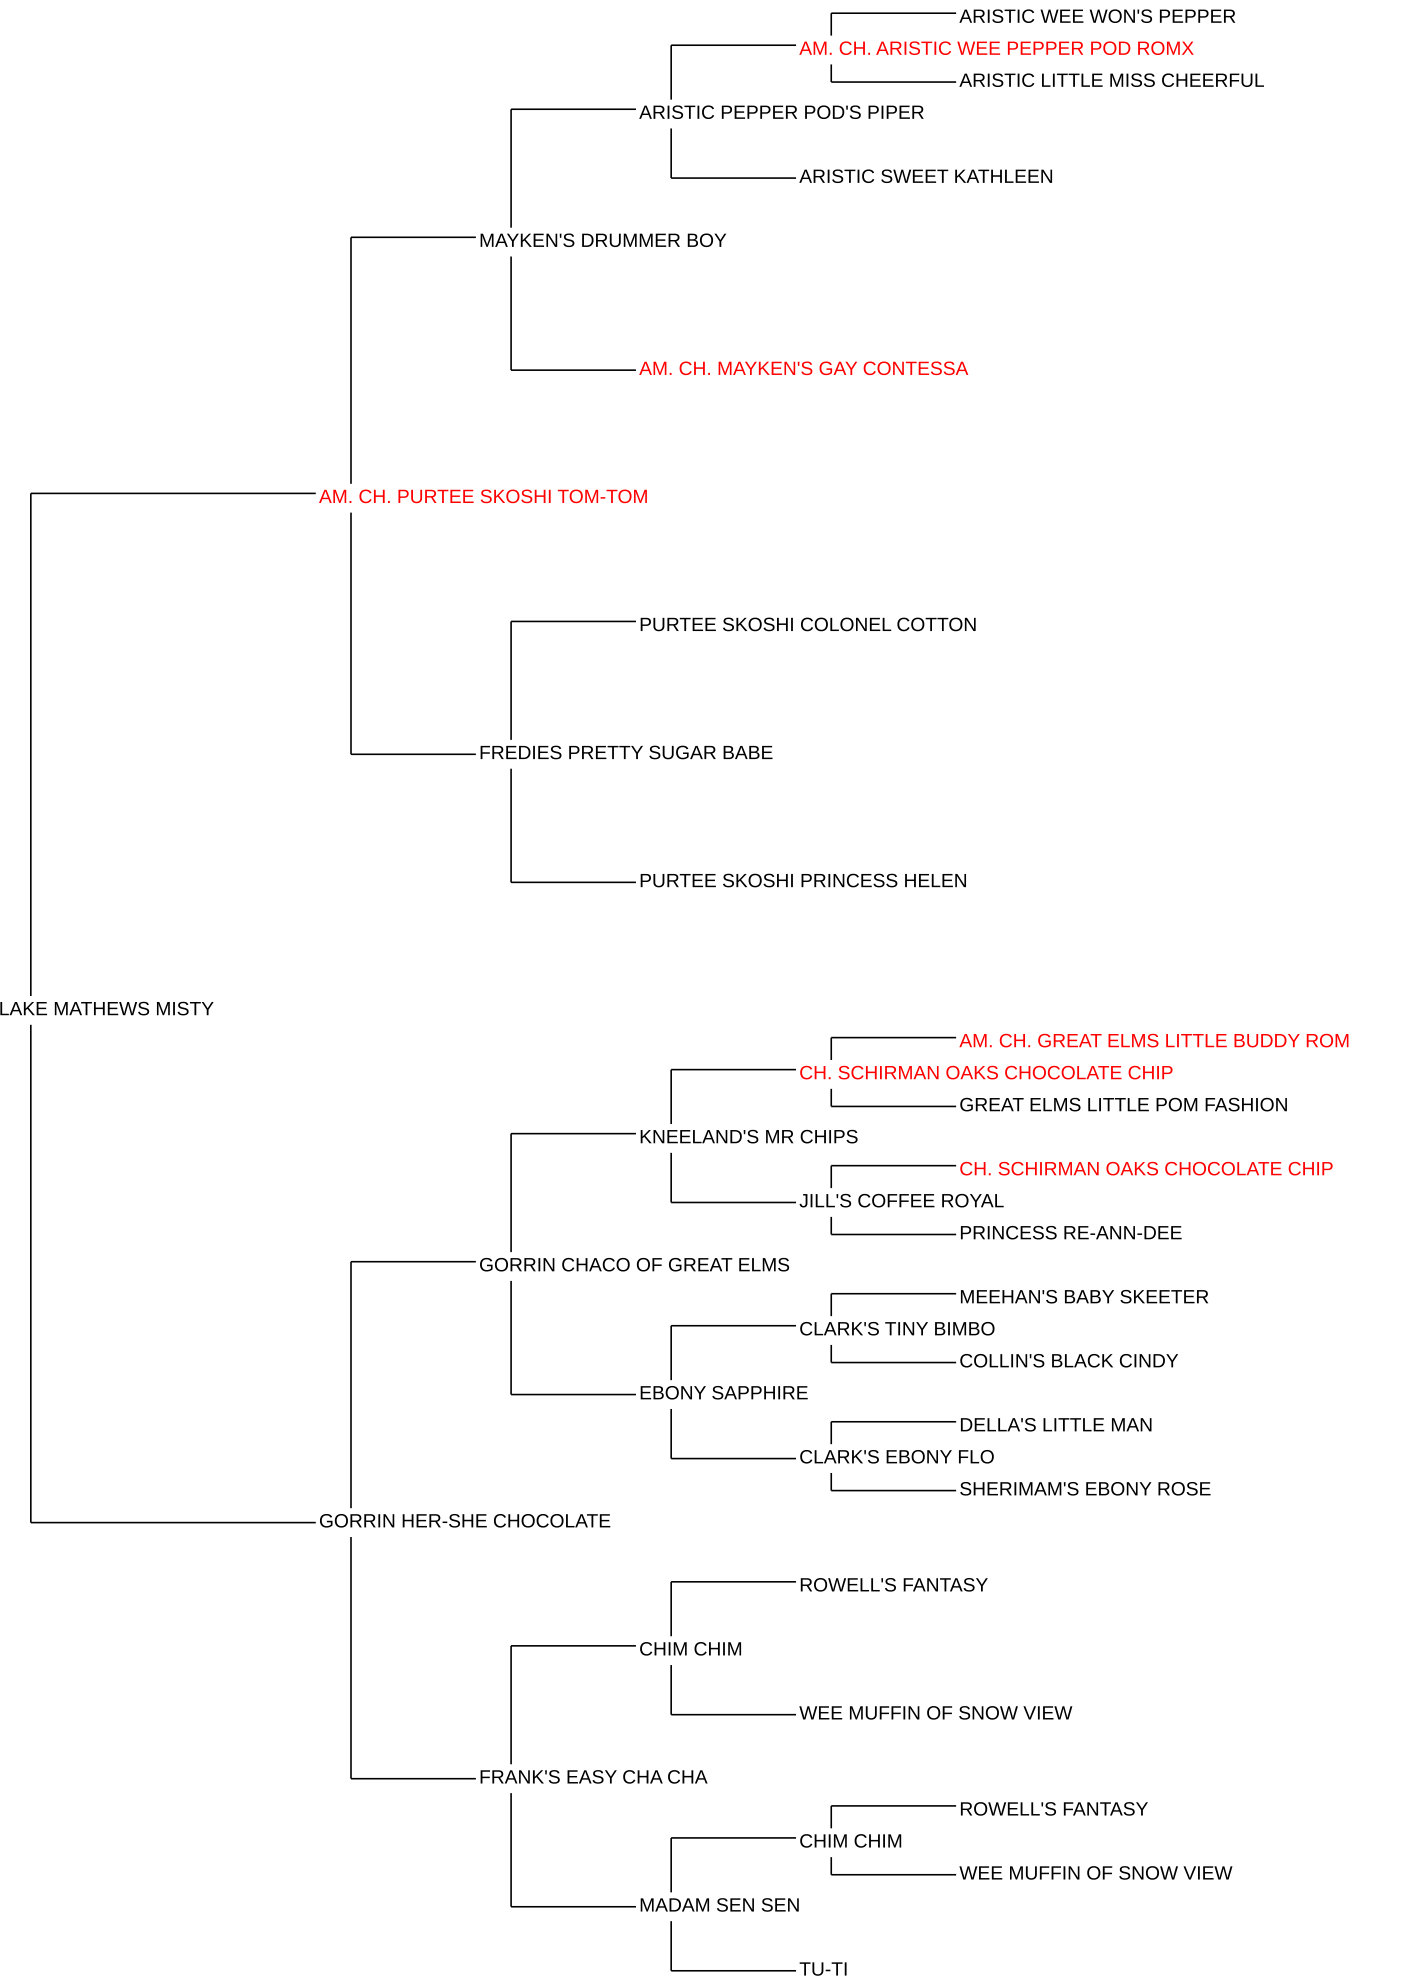 ARISTIC WEE WON'S PEPPER
AM. CH. ARISTIC WEE PEPPER POD ROMX
ARISTIC LITTLE MISS CHEERFUL
ARISTIC PEPPER POD'S PIPER
ARISTIC SWEET KATHLEEN
MAYKEN'S DRUMMER BOY
AM. CH. MAYKEN'S GAY CONTESSA
AM. CH. PURTEE SKOSHI TOM-TOM
PURTEE SKOSHI COLONEL COTTON
FREDIES PRETTY SUGAR BABE
PURTEE SKOSHI PRINCESS HELEN
LAKE MATHEWS MISTY
AM. CH. GREAT ELMS LITTLE BUDDY ROM
CH. SCHIRMAN OAKS CHOCOLATE CHIP
GREAT ELMS LITTLE POM FASHION
KNEELAND'S MR CHIPS
CH. SCHIRMAN OAKS CHOCOLATE CHIP
JILL'S COFFEE ROYAL
PRINCESS RE-ANN-DEE
GORRIN CHACO OF GREAT ELMS
MEEHAN'S BABY SKEETER
CLARK'S TINY BIMBO
COLLIN'S BLACK CINDY
EBONY SAPPHIRE
DELLA'S LITTLE MAN
CLARK'S EBONY FLO
SHERIMAM'S EBONY ROSE
GORRIN HER-SHE CHOCOLATE
ROWELL'S FANTASY
CHIM CHIM
WEE MUFFIN OF SNOW VIEW
FRANK'S EASY CHA CHA
ROWELL'S FANTASY
CHIM CHIM
WEE MUFFIN OF SNOW VIEW
MADAM SEN SEN
TU-TI